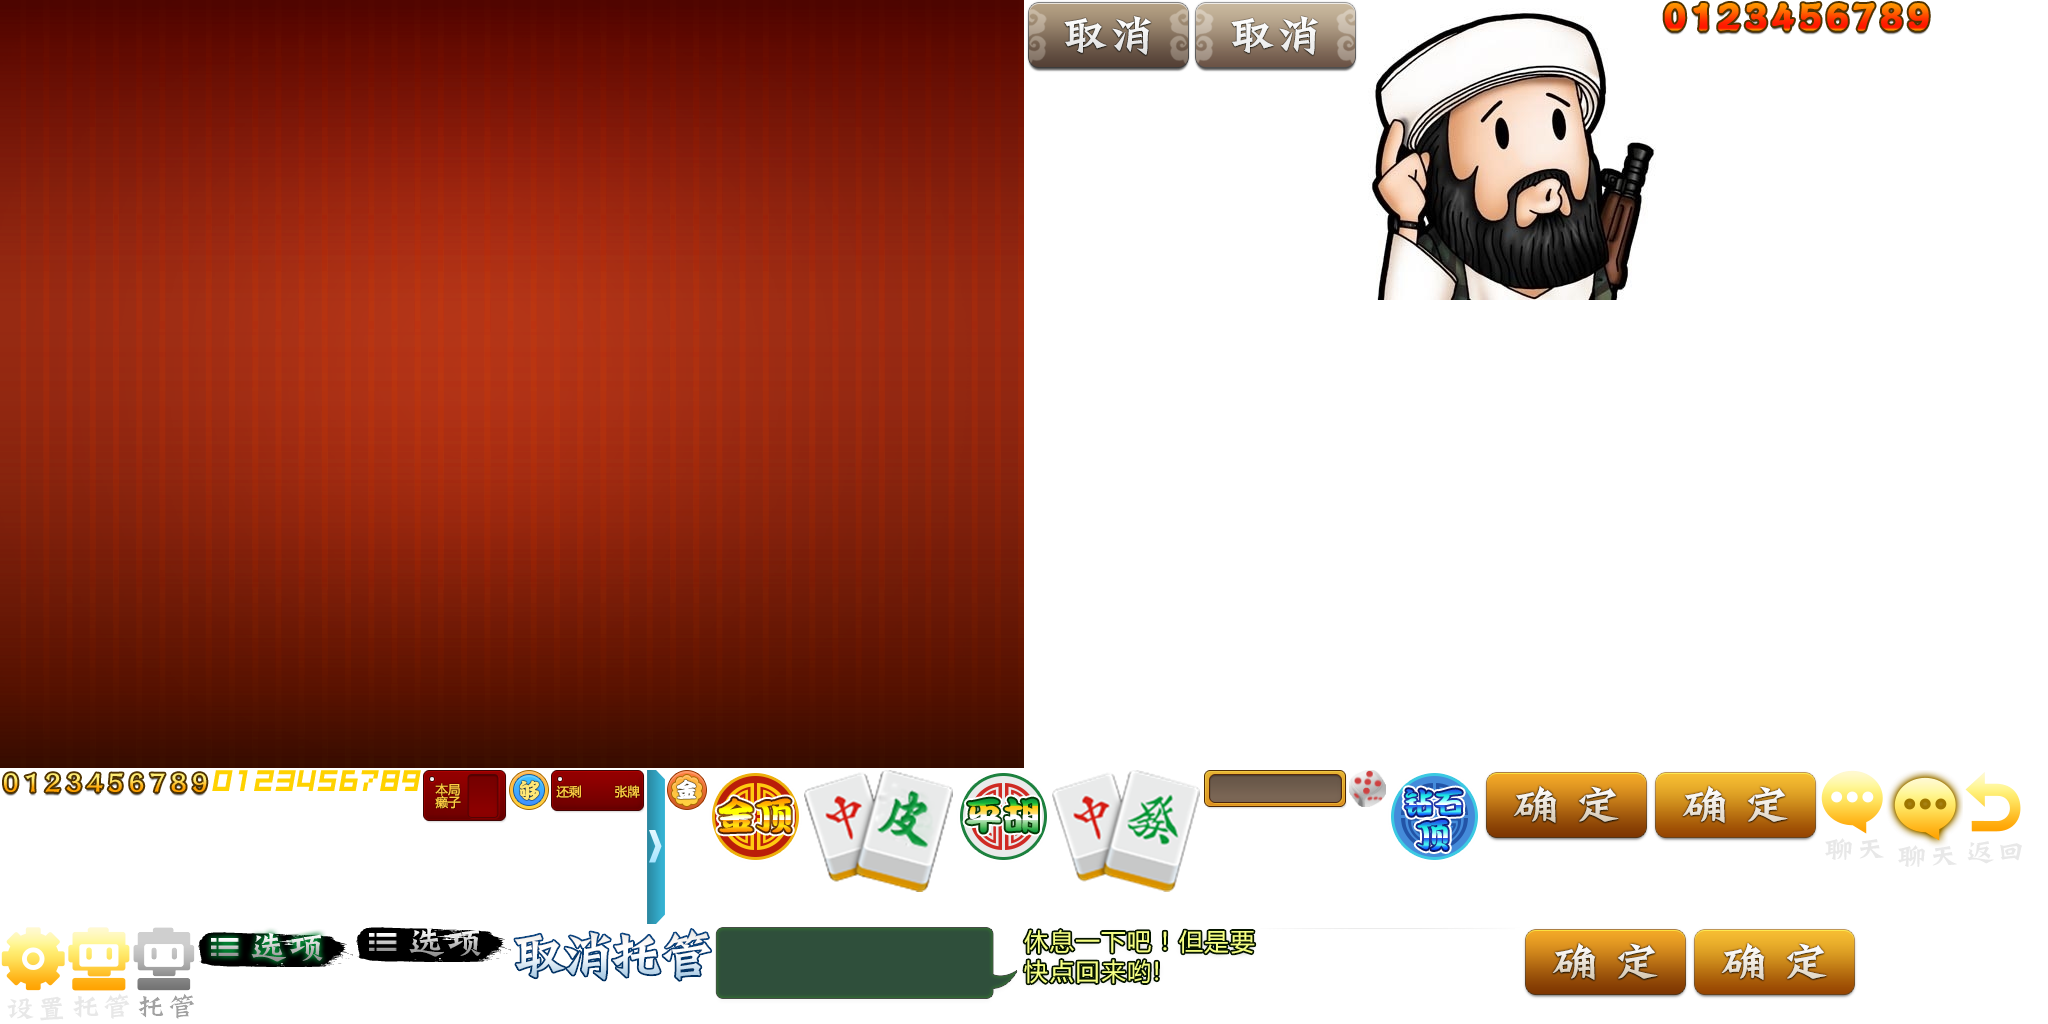 取消
取消
0123456789
0123456789
0123456789
本局
癞子
够
还剩 张牌
金
金顶
中
皮
平胡
中
發
钻石
顶
确定
确定
聊天
聊天
返回
设置
托管
托管
选项
选项
取消托管
休息一下吧！但是要
快点回来哟!
确定
确定